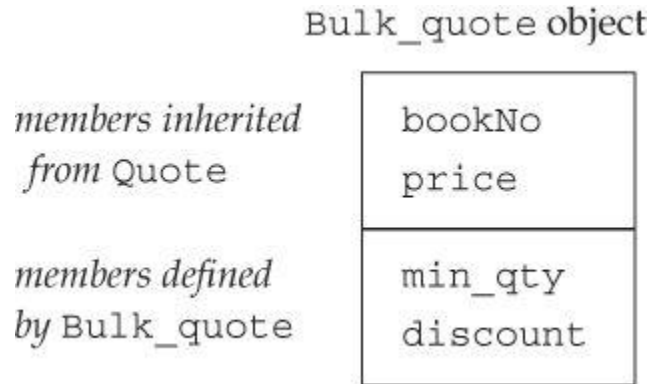 Bulk_quote object
members inherited
from Quote
bookNo
price
members defined
by Bulk_quote
min_qty
discount